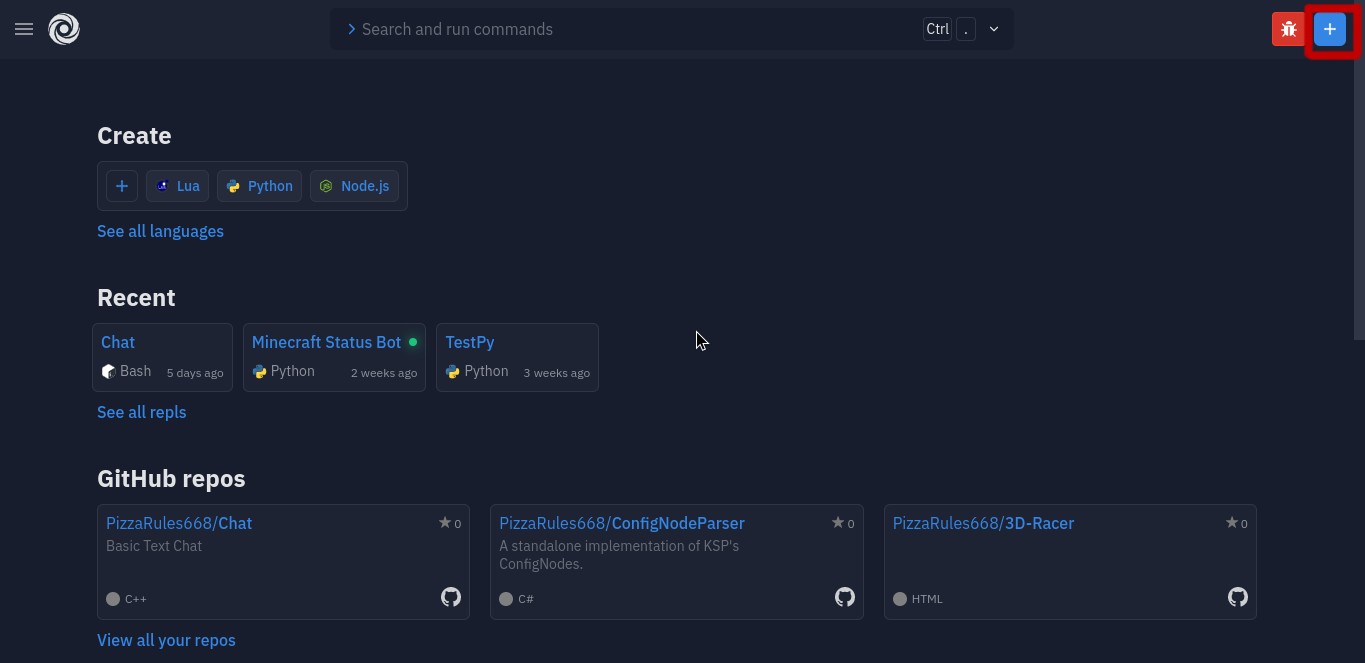 Search and run commands Ctrl .
Create
Lua Python Node.js
See all languages
Recent
Chat
Bash 5 days ago
Minecraft Status Bot
Python 2 weeks ago
TestPy
Python 3 weeks ago
See all repls
GitHub repos
PizzaRules668/Chat 0
Basic Text Chat
C++
PizzaRules668/ConfigNodeParser 0
A standalone implementation of KSP's
ConfigNodes.
C#
PizzaRules668/3D-Racer 0
HTML
View all your repos